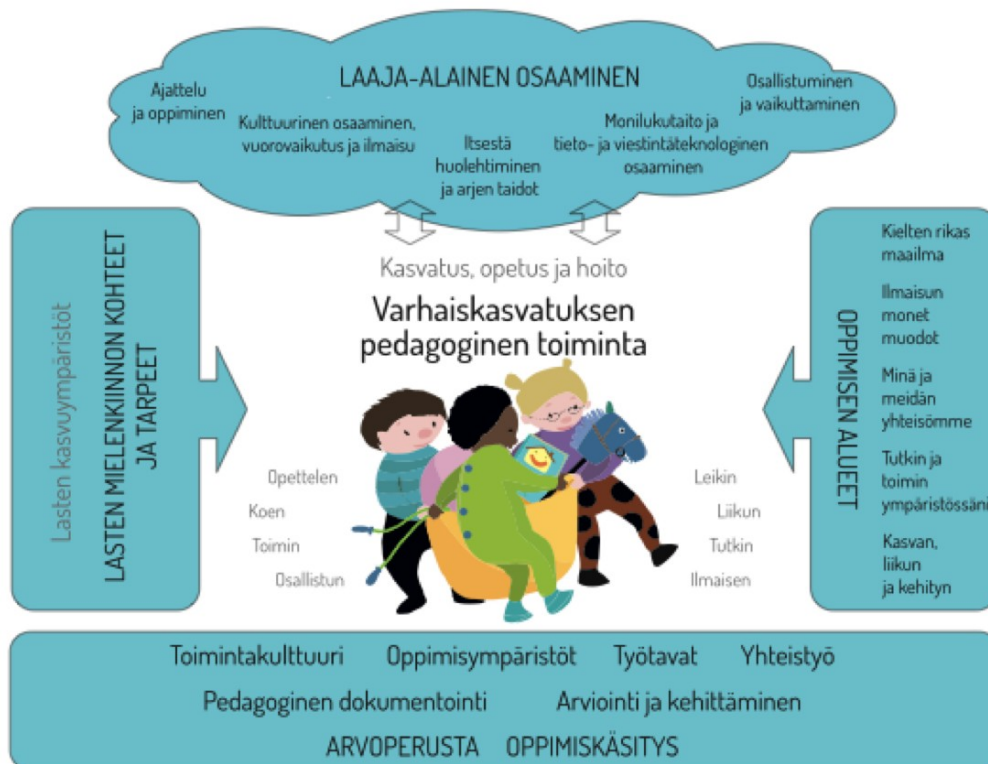 LAAJA-ALAINEN OSAAMINEN
Ajattelu
ja oppiminen
Kulttuurinen osaaminen,
vuorovaikutus ja ilmaisu
Itsestä
huolehtiminen
ja arjen taidot
Monilukutaito ja
tieto- ja viestintäteknologinen
osaaminen
Osallistuminen
ja vaikuttaminen
Lasten kasvuympäristöt
LASTEN MIELENKIINNON KOHTEET
JA TARPEET
Kasvatus, opetus ja hoito
Varhaiskasvatuksen
pedagoginen toiminta
Opettelen
Koen
Toimin
Osallistun
Leikin
Liikun
Tutkin
Ilmaisen
OPPIMISEN ALUEET
Kielten rikas
maailma
Ilmaisun
monet
muodot
Minä ja
meidän
yhteisömme
Tutkin ja
toimin
ympäristössäni
Kasvan,
liikun
ja kehityn
Toimintakulttuuri Oppimisympäristöt Työtavat Yhteistyö
Pedagoginen dokumentointi Arviointi ja kehittäminen
ARVOPERUSTA OPPIMISKÄSITYS